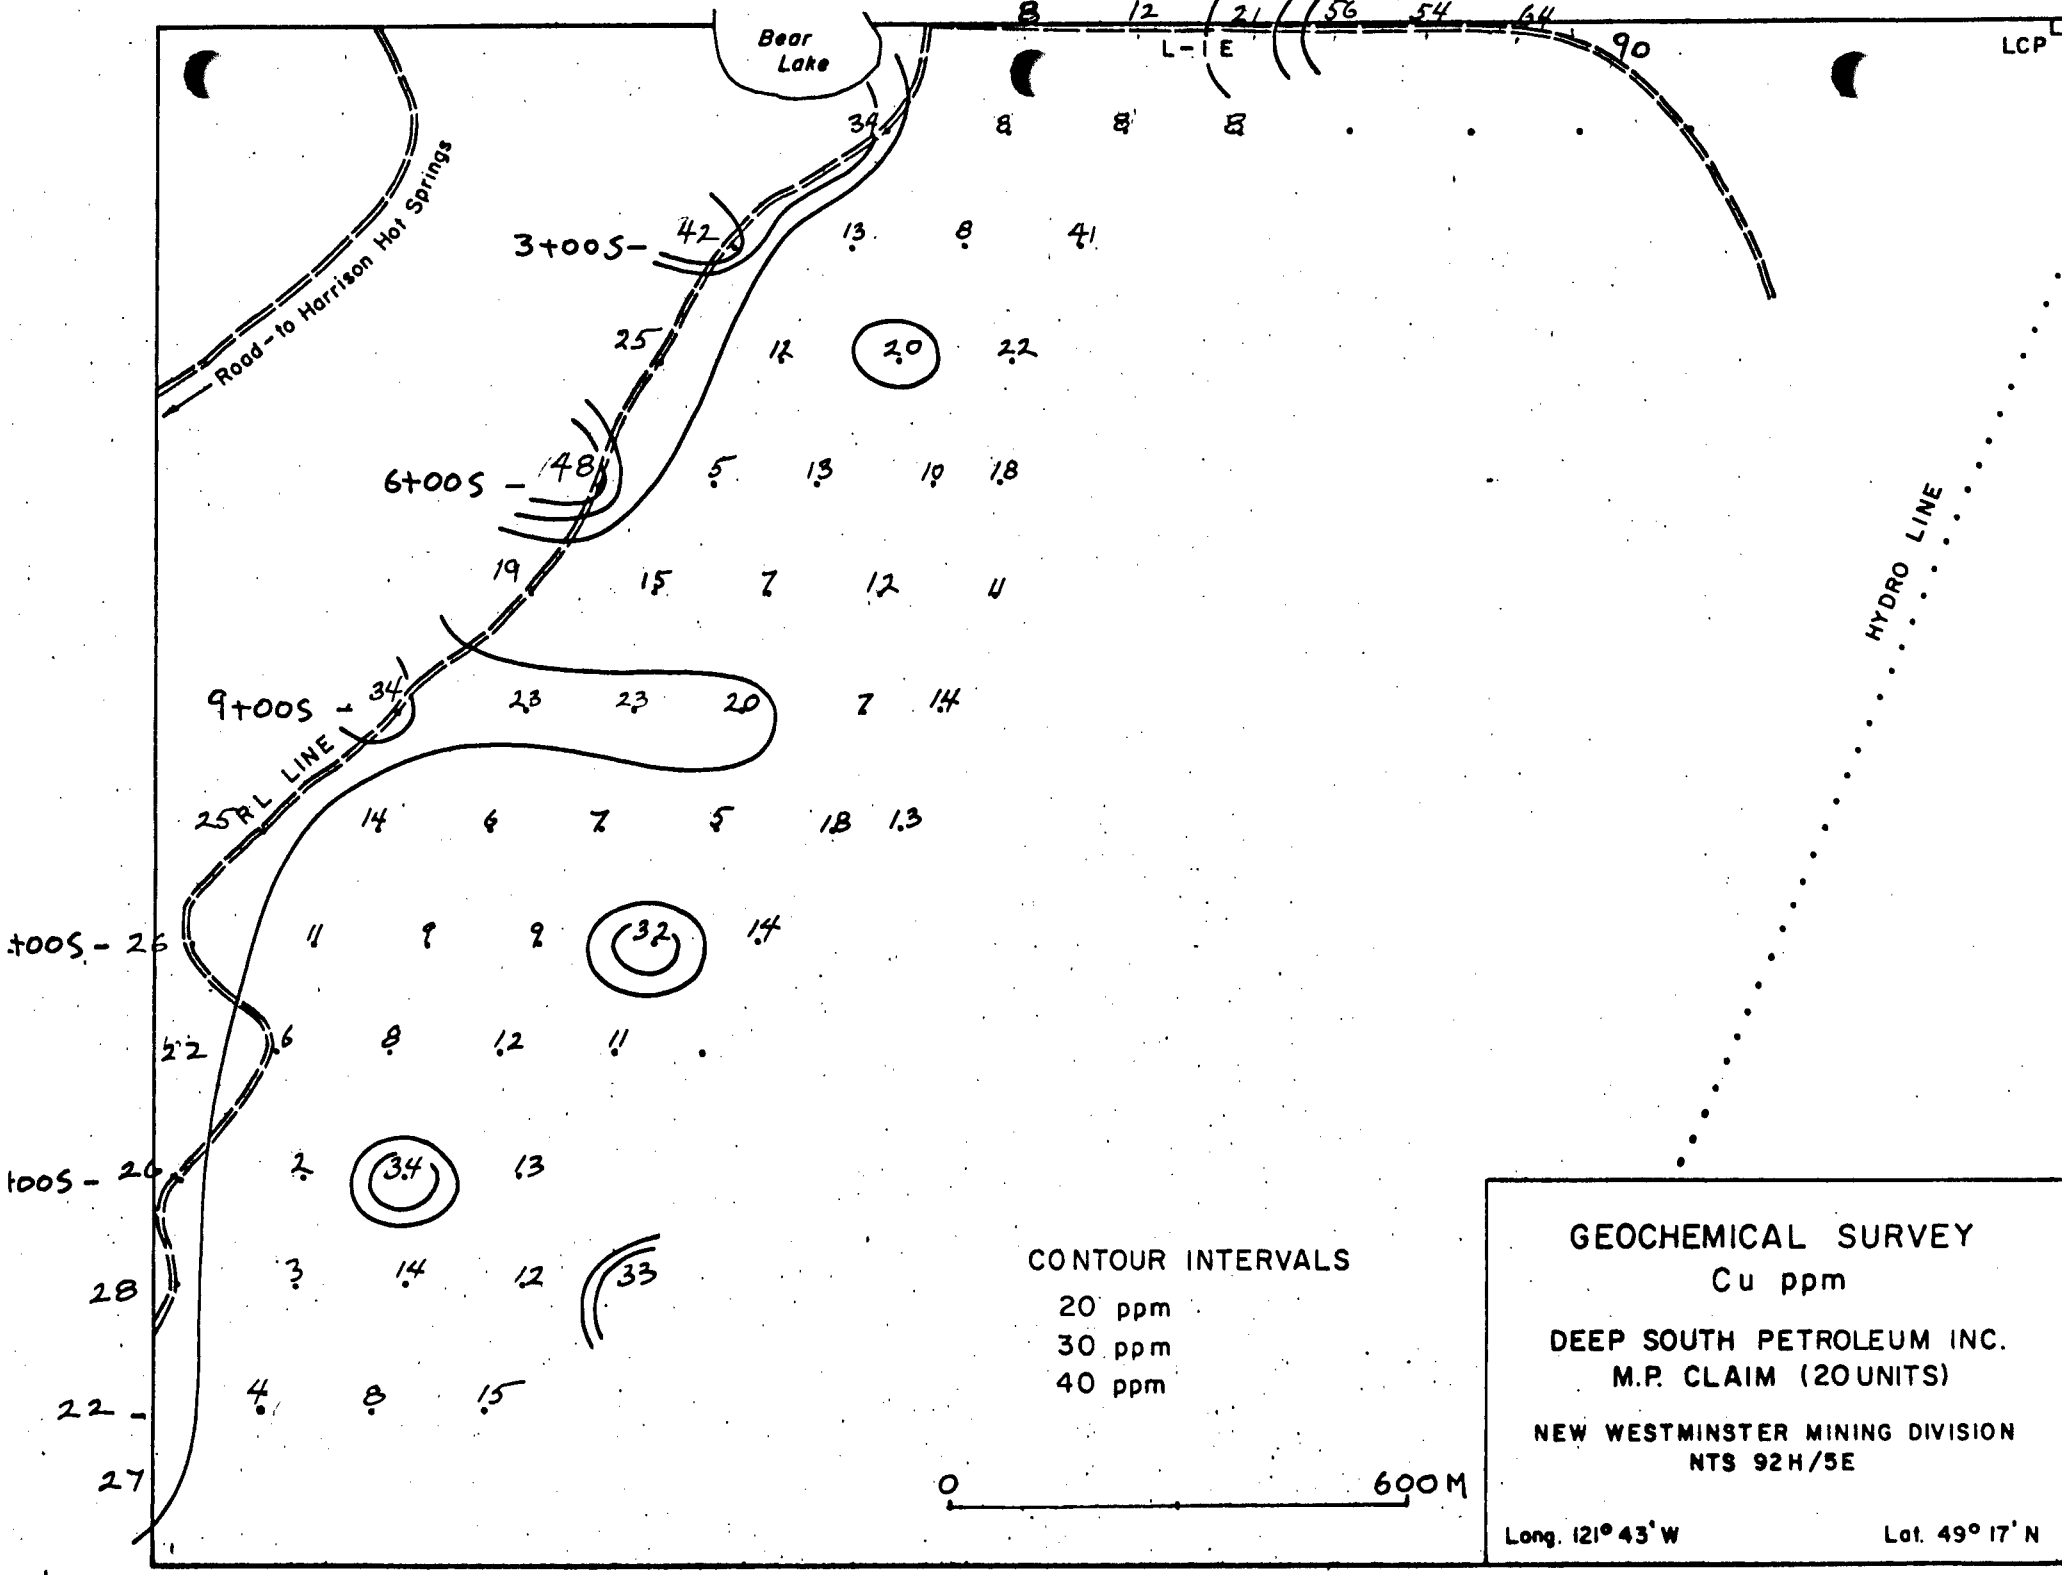 8 12 21 56 54 64
Bear
Lake
L-1E
90
LCP
34 8 8 8
Road - to Harrison Hot Springs
3+00S- 42 13 8 41
25 12 20 22
6+00S - 48 5 13 10 18
HYDRO LINE
19 15 7 12 11
9+00S - 34 23 23 20 7 14
RL LINE
25 14 6 7 5 18 13
+00S - 26 11 9 9 32 14
22 6 8 12 11
+00S - 26 2 34 13
28 3 14 12 33
22 - 4 8 15
27
CONTOUR INTERVALS
20 ppm
30 ppm
40 ppm
0 600M
GEOCHEMICAL SURVEY
Cu ppm
DEEP SOUTH PETROLEUM INC.
M.P. CLAIM (20 UNITS)
NEW WESTMINSTER MINING DIVISION
NTS 92H/5E
Long. 121° 43' W Lat. 49° 17' N